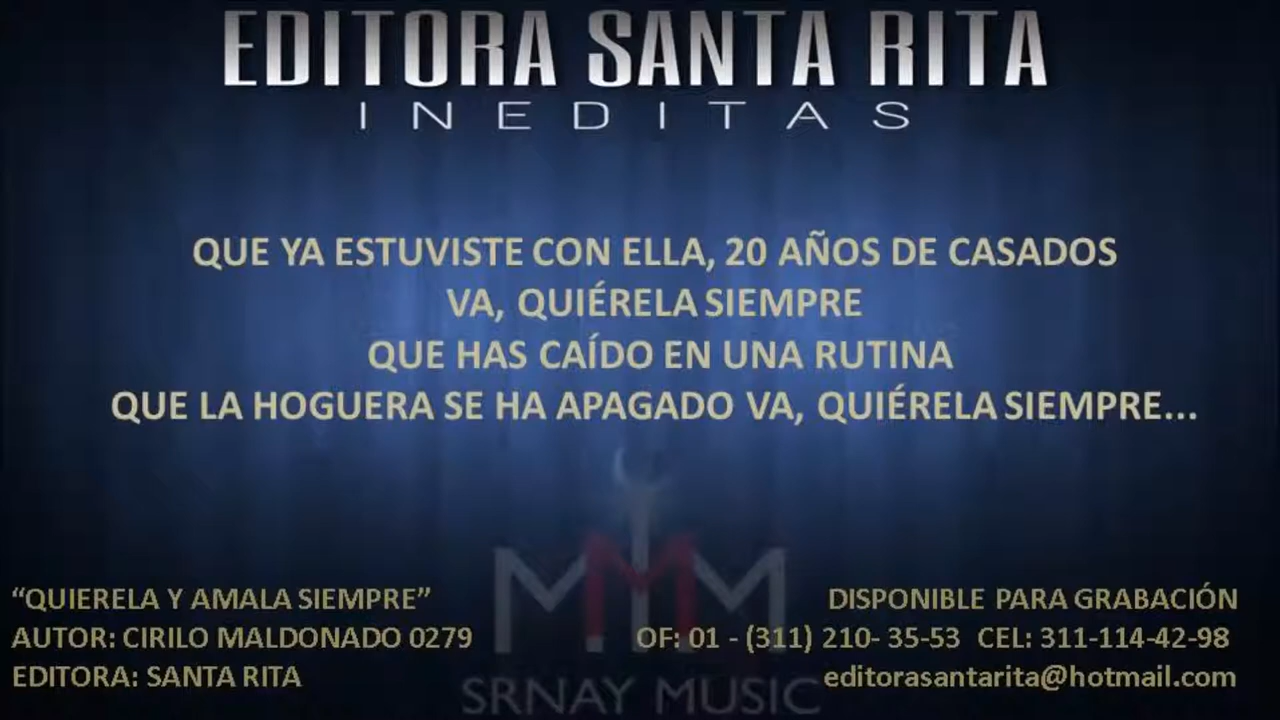 EDITORA SANTA RITA
INEDITAS
QUE YA ESTUVISTE CON ELLA, 20 AÑOS DE CASADOS
VA, QUIÉRELA SIEMPRE
QUE HAS CAÍDO EN UNA RUTINA
QUE LA HOGUERA SE HA APAGADO VA, QUIÉRELA SIEMPRE...
MMM
SRNAY MUSIC
“QUIERELA Y AMALA SIEMPRE”
AUTOR: CIRILO MALDONADO 0279
EDITORA: SANTA RITA
DISPONIBLE PARA GRABACIÓN
OF: 01 - (311) 210- 35-53 CEL: 311-114-42-98
editorasantarita@hotmail.com